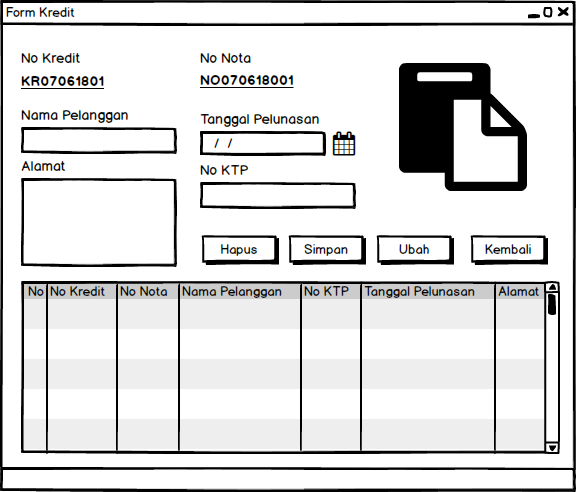 Form Kredit
No Kredit
KR07061801
No Nota
NO070618001
Nama Pelanggan
Tanggal Pelunasan
/ /
Alamat
No KTP
Hapus Simpan Ubah Kembali
No No Kredit No Nota Nama Pelanggan No KTP Tanggal Pelunasan Alamat